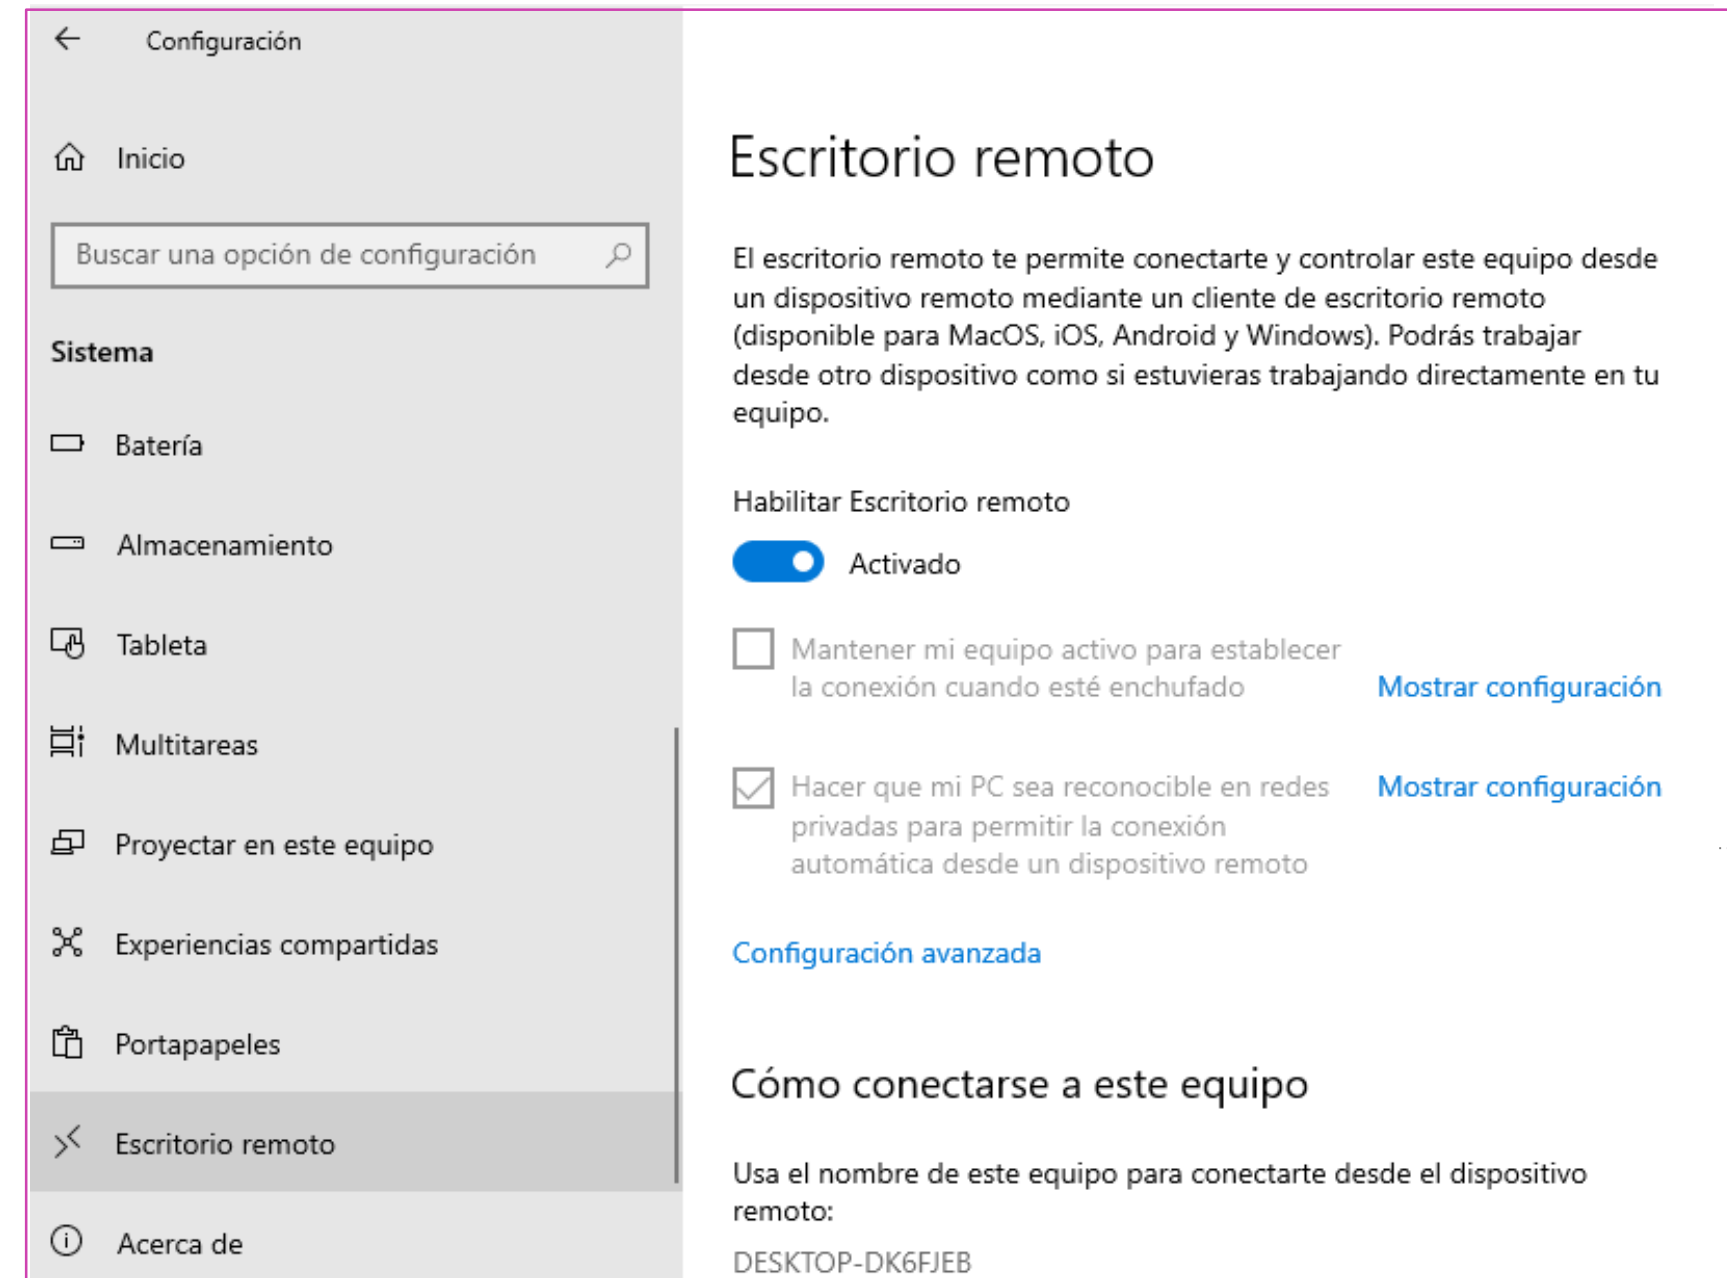 Configuración
Inicio
Buscar una opción de configuración
Sistema
Batería
Almacenamiento
Tableta
Multitareas
Proyectar en este equipo
Experiencias compartidas
Portapapeles
Escritorio remoto
Acerca de
Escritorio remoto
El escritorio remoto te permite conectarte y controlar este equipo desde
un dispositivo remoto mediante un cliente de escritorio remoto
(disponible para MacOS, iOS, Android y Windows). Podrás trabajar
desde otro dispositivo como si estuvieras trabajando directamente en tu
equipo.
Habilitar Escritorio remoto
Activado
Mantener mi equipo activo para establecer
la conexión cuando esté enchufado
Mostrar configuración
Hacer que mi PC sea reconocible en redes
privadas para permitir la conexión
automática desde un dispositivo remoto
Mostrar configuración
Configuración avanzada
Cómo conectarse a este equipo
Usa el nombre de este equipo para conectarte desde el dispositivo
remoto:
DESKTOP-DK6FJEB